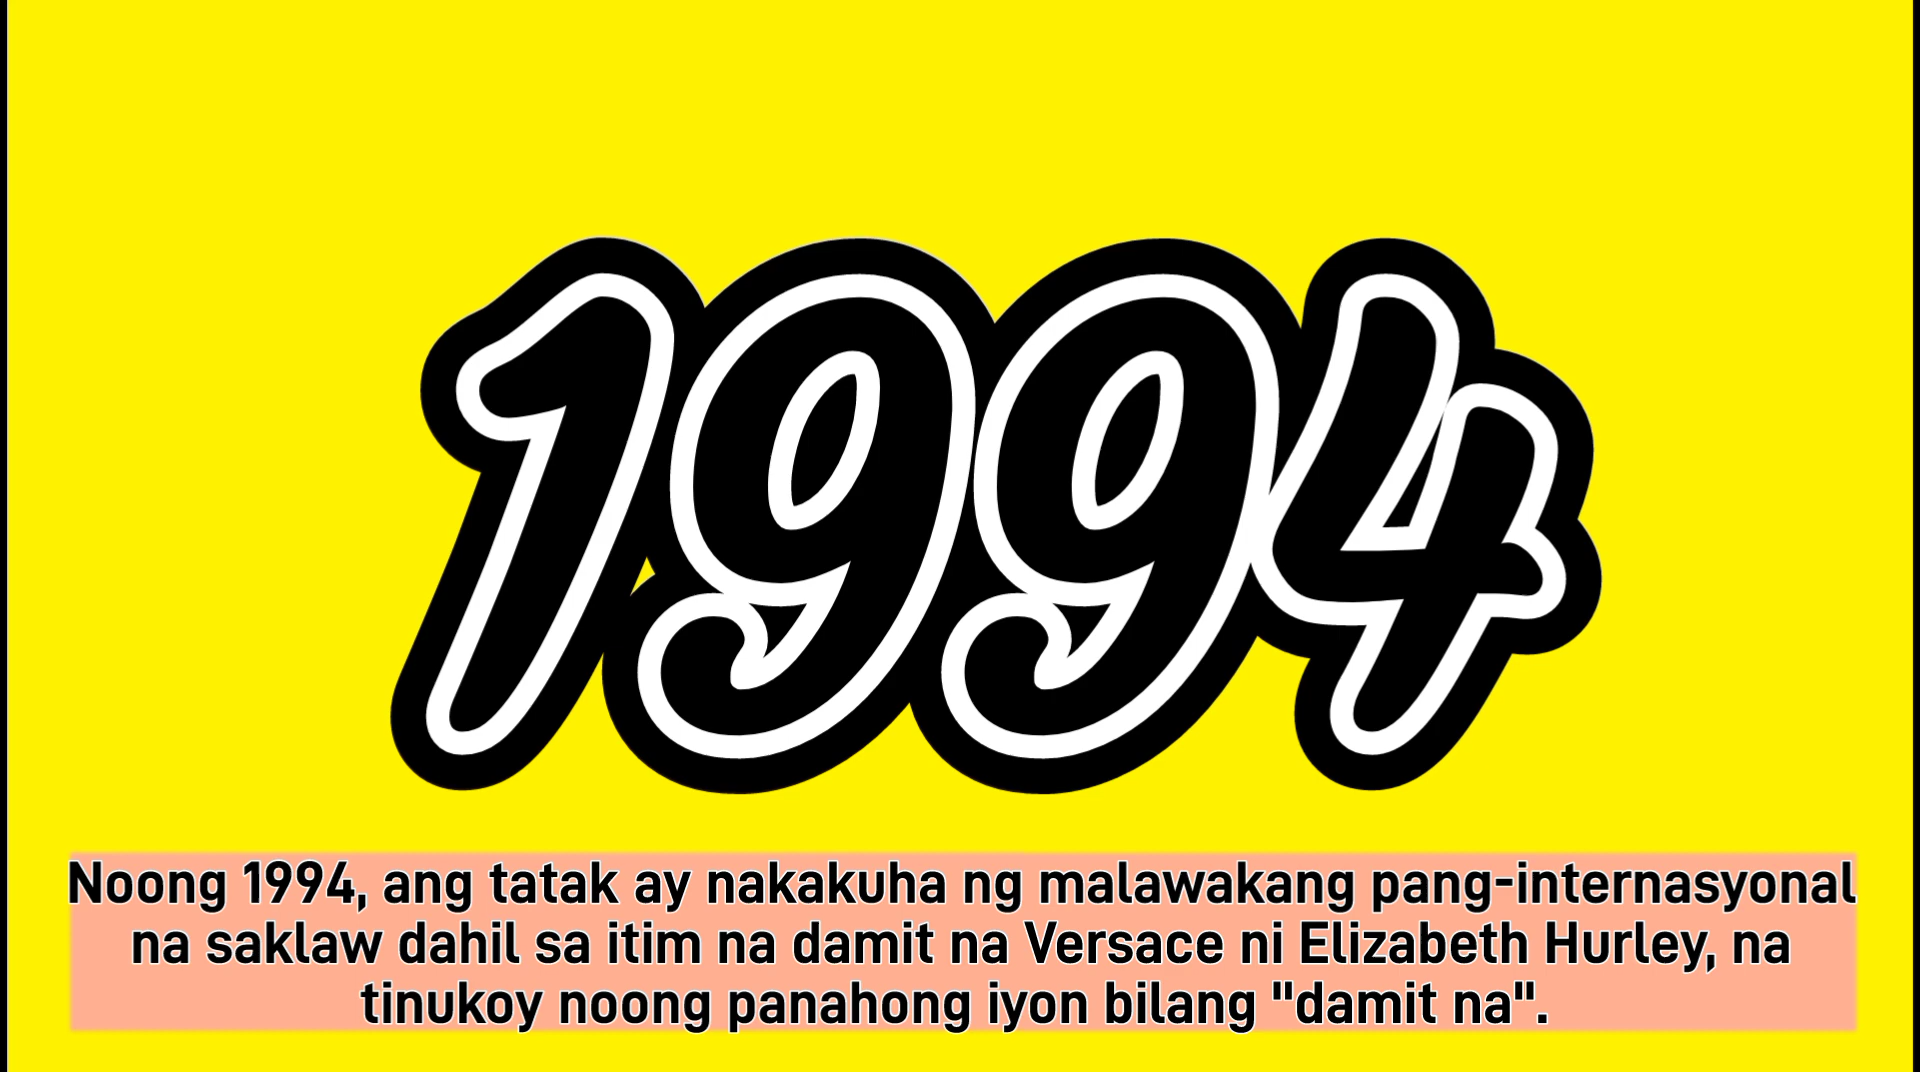 1994
Noong 1994, ang tatak ay nakakuha ng malawakang pang-internasyonal
na saklaw dahil sa itim na damit na Versace ni Elizabeth Hurley, na
tinukoy noong panahong iyon bilang "damit na".